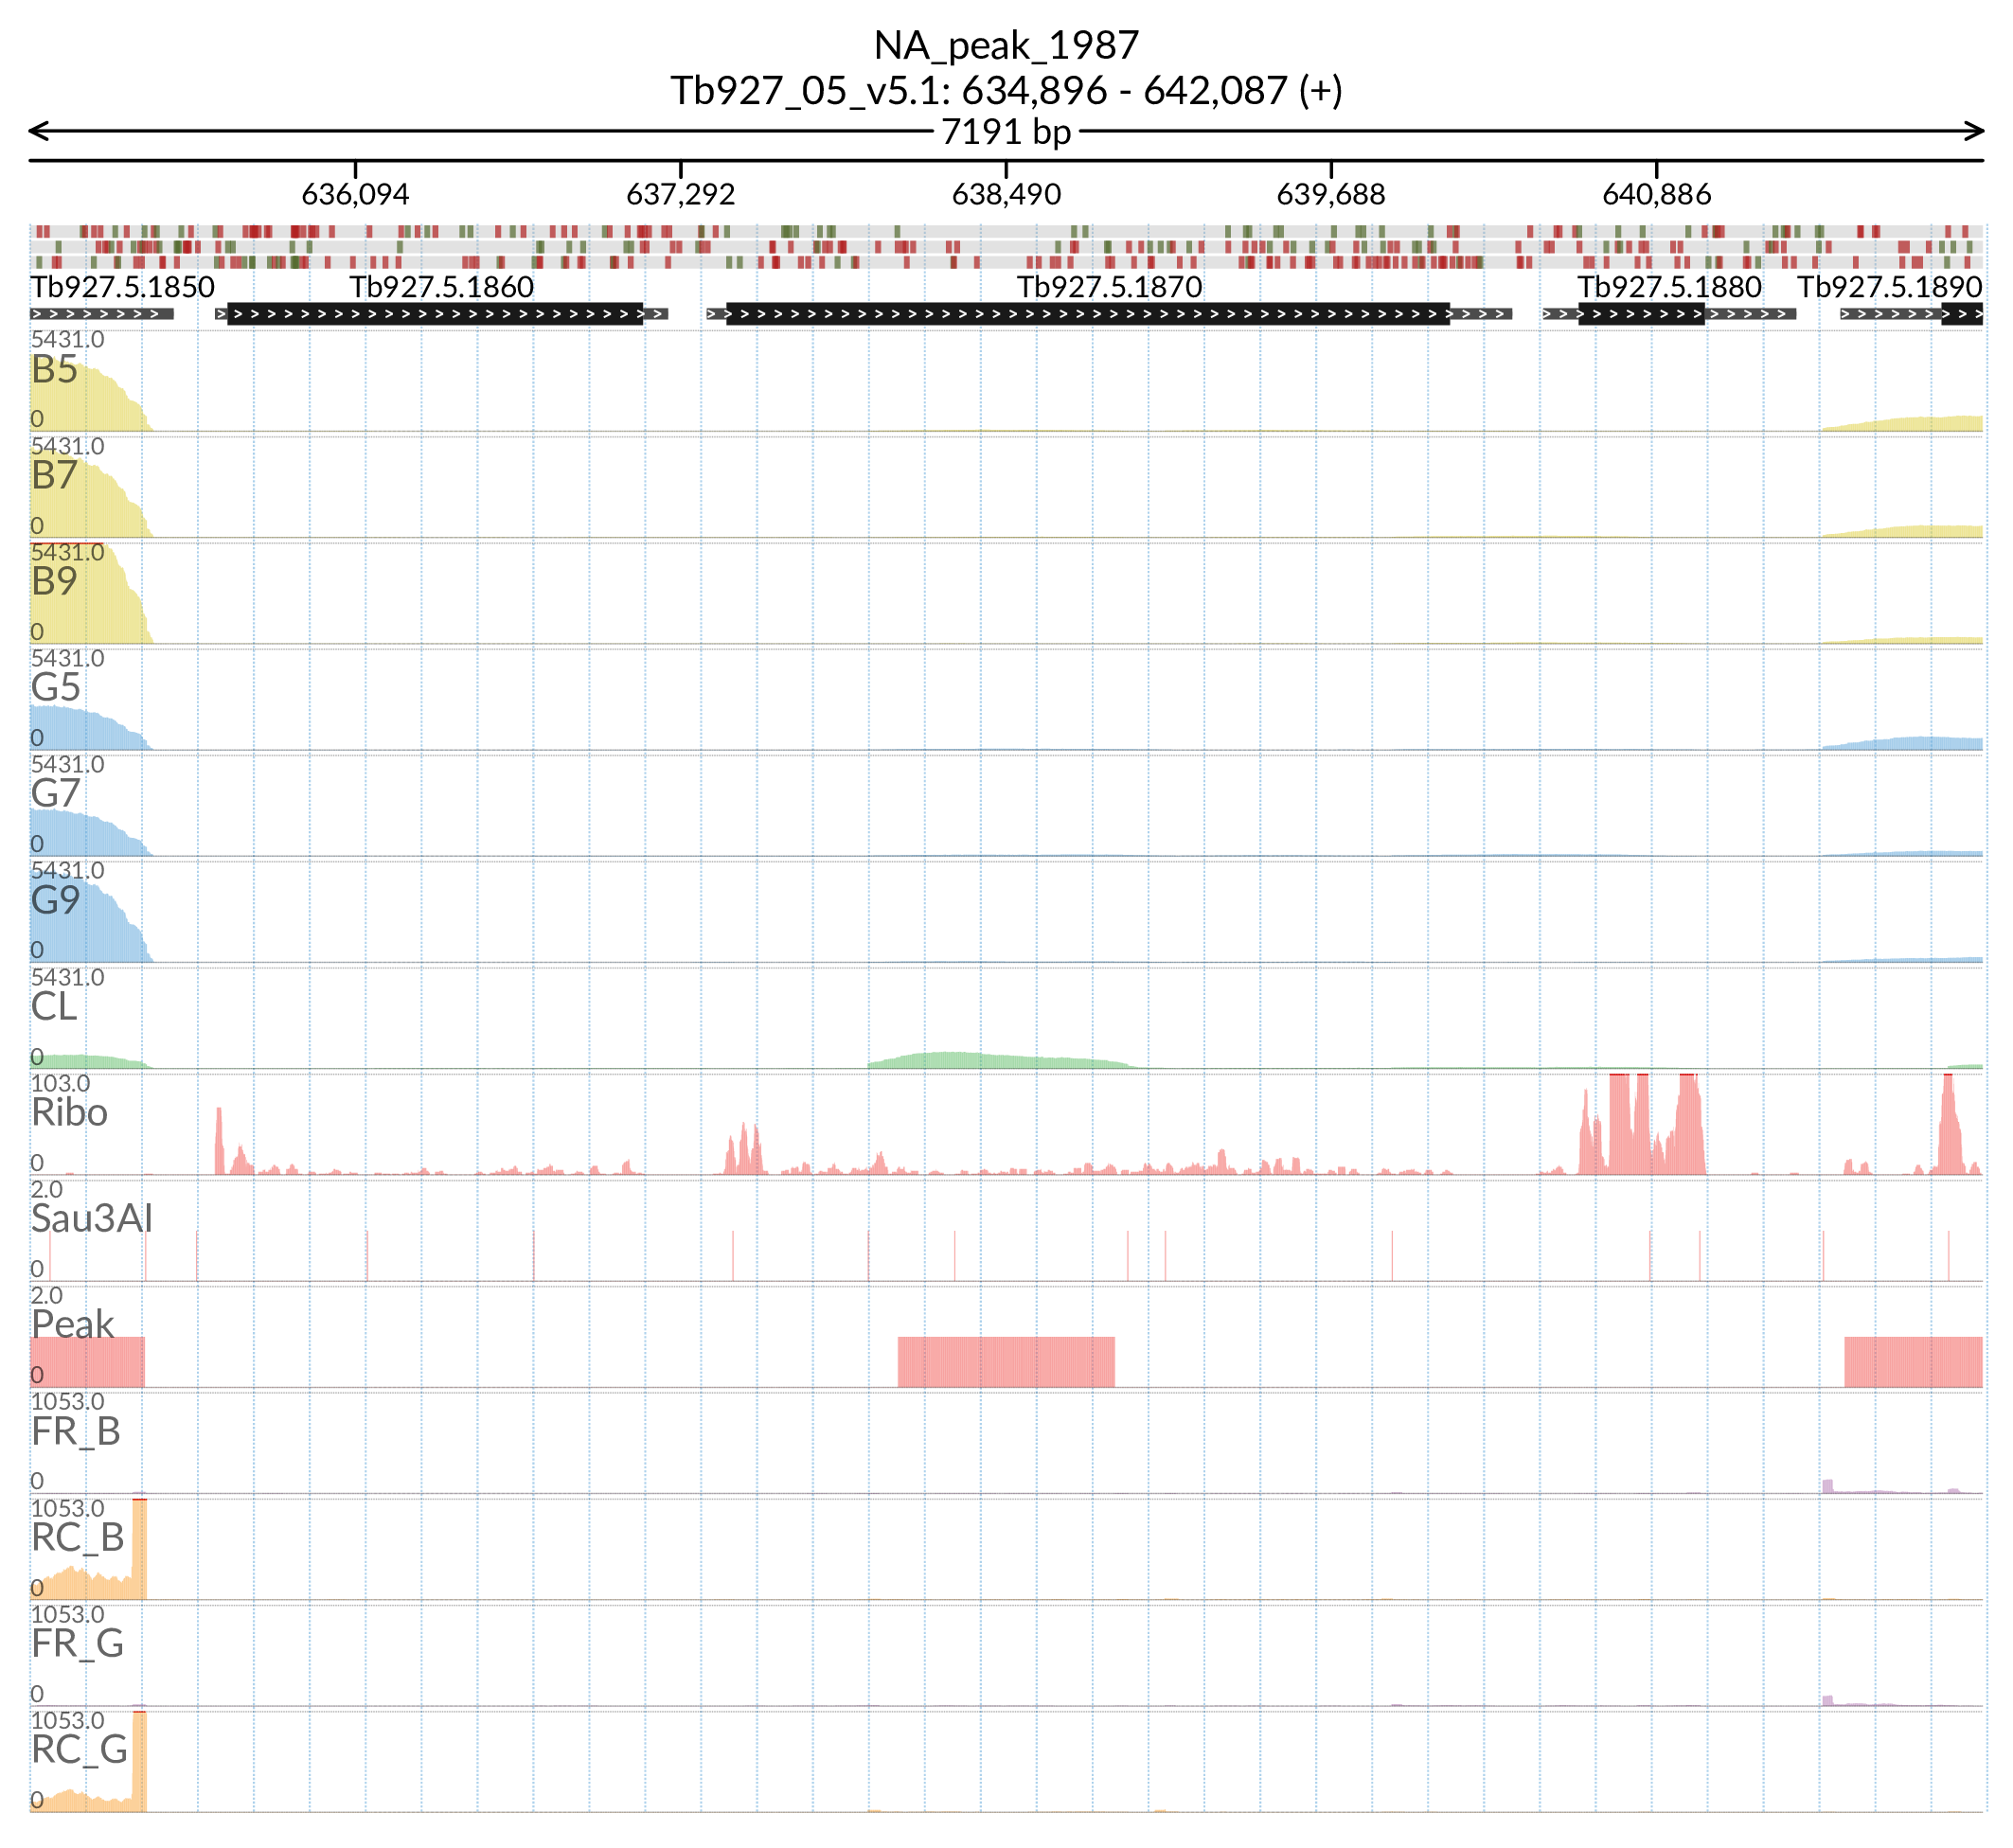 NA_peak_1987
Tb927_05_v5.1: 634,896 - 642,087 (+)
7191 bp
636,094 637,292 638,490 639,688 640,886
Tb927.5.1850 Tb927.5.1860 Tb927.5.1870 Tb927.5.1880 Tb927.5.1890
5431.0
B5
0
5431.0
B7
0
5431.0
B9
0
5431.0
G5
0
5431.0
G7
0
5431.0
G9
0
5431.0
CL
0
103.0
Ribo
0
2.0
Sau3AI
0
2.0
Peak
0
1053.0
FR_B
0
1053.0
RC_B
0
1053.0
FR_G
0
1053.0
RC_G
0